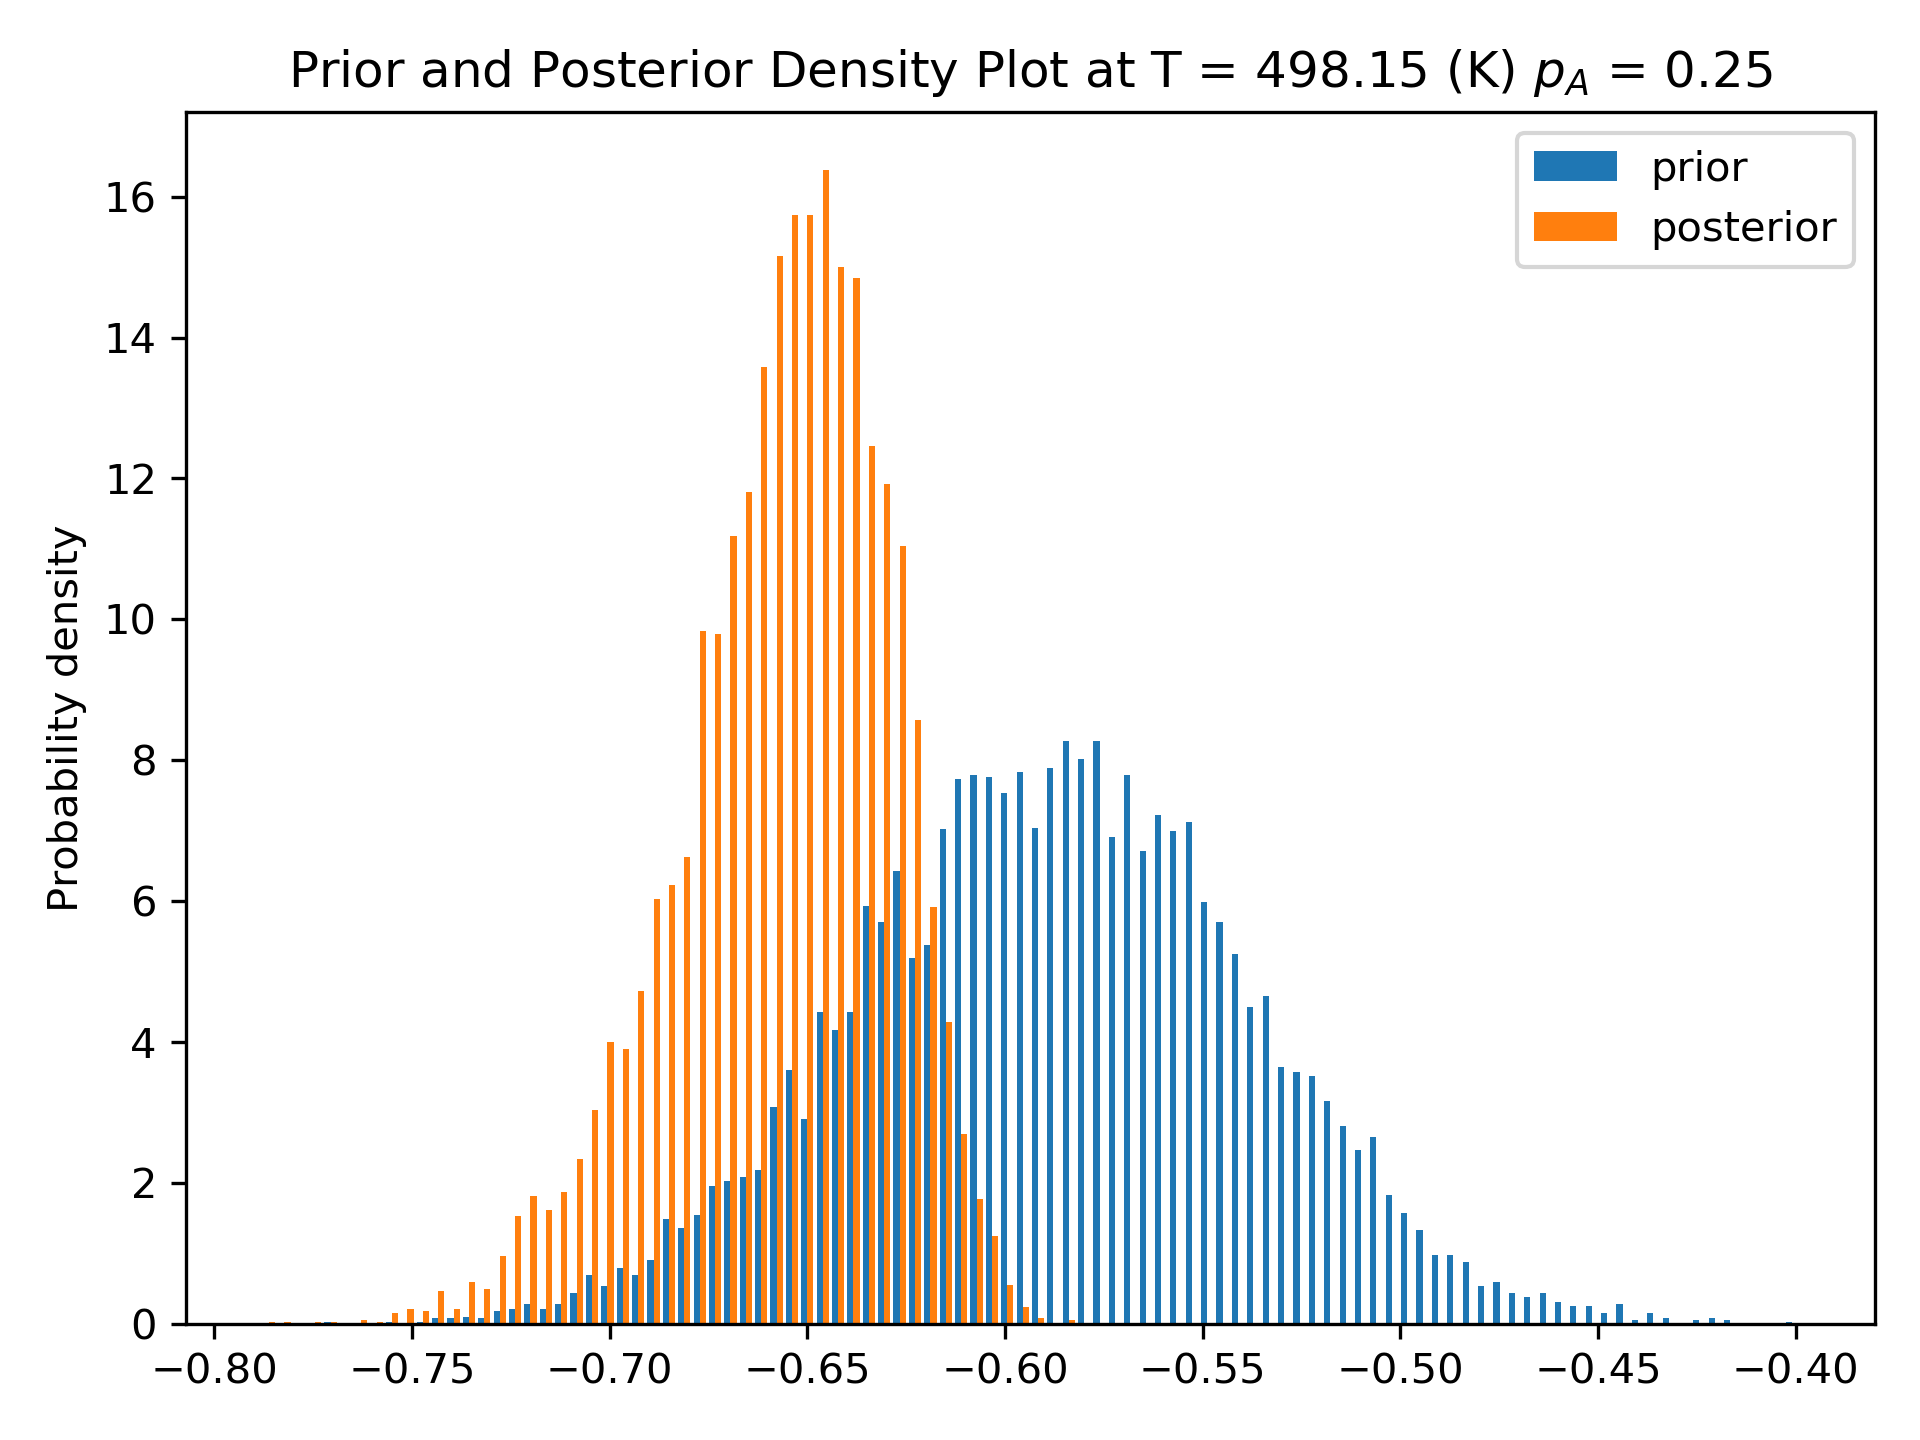 Prior and Posterior Density Plot at T = 498.15 (K) p_A = 0.25
prior
posterior
16
14
12
10
8
6
4
2
0
Probability density
−0.80 −0.75 −0.70 −0.65 −0.60 −0.55 −0.50 −0.45 −0.40